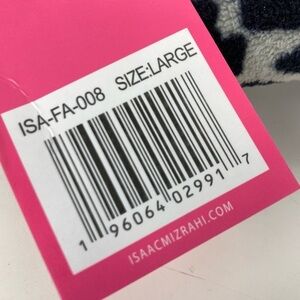 ISA-FA-008 SIZE:LARGE
1 96064 02991 7
ISAACMIZRAHI.COM